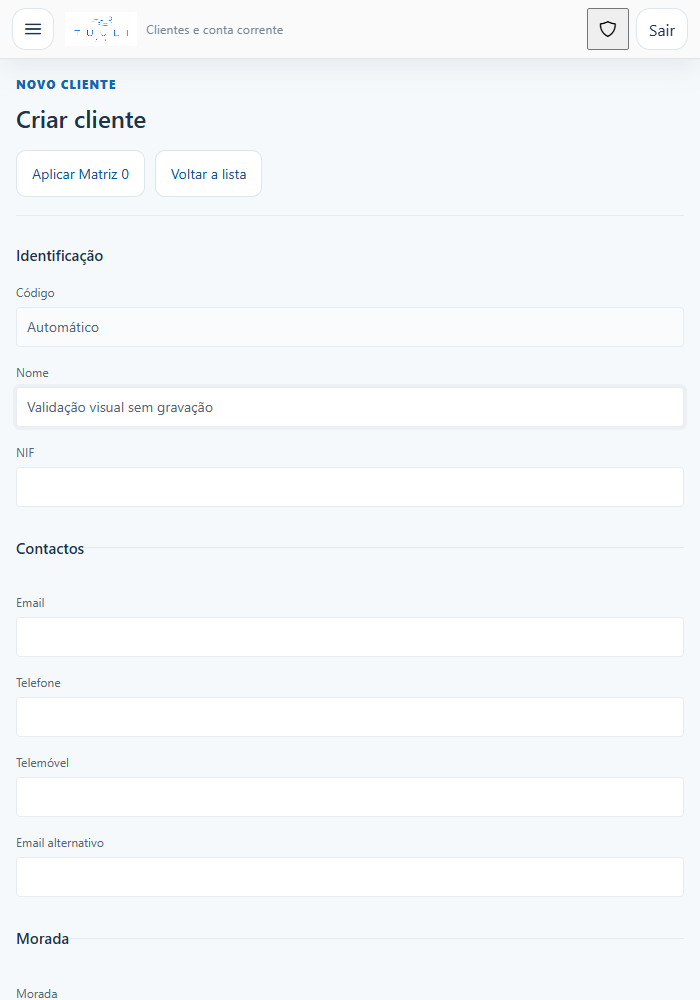 TUULI
Clientes e conta corrente
Sair
NOVO CLIENTE
Criar cliente
Aplicar Matriz 0
Voltar a lista
Identificação
Código
Automático
Nome
Validação visual sem gravação
NIF
Contactos
Email
Telefone
Telemóvel
Email alternativo
Morada
Morada